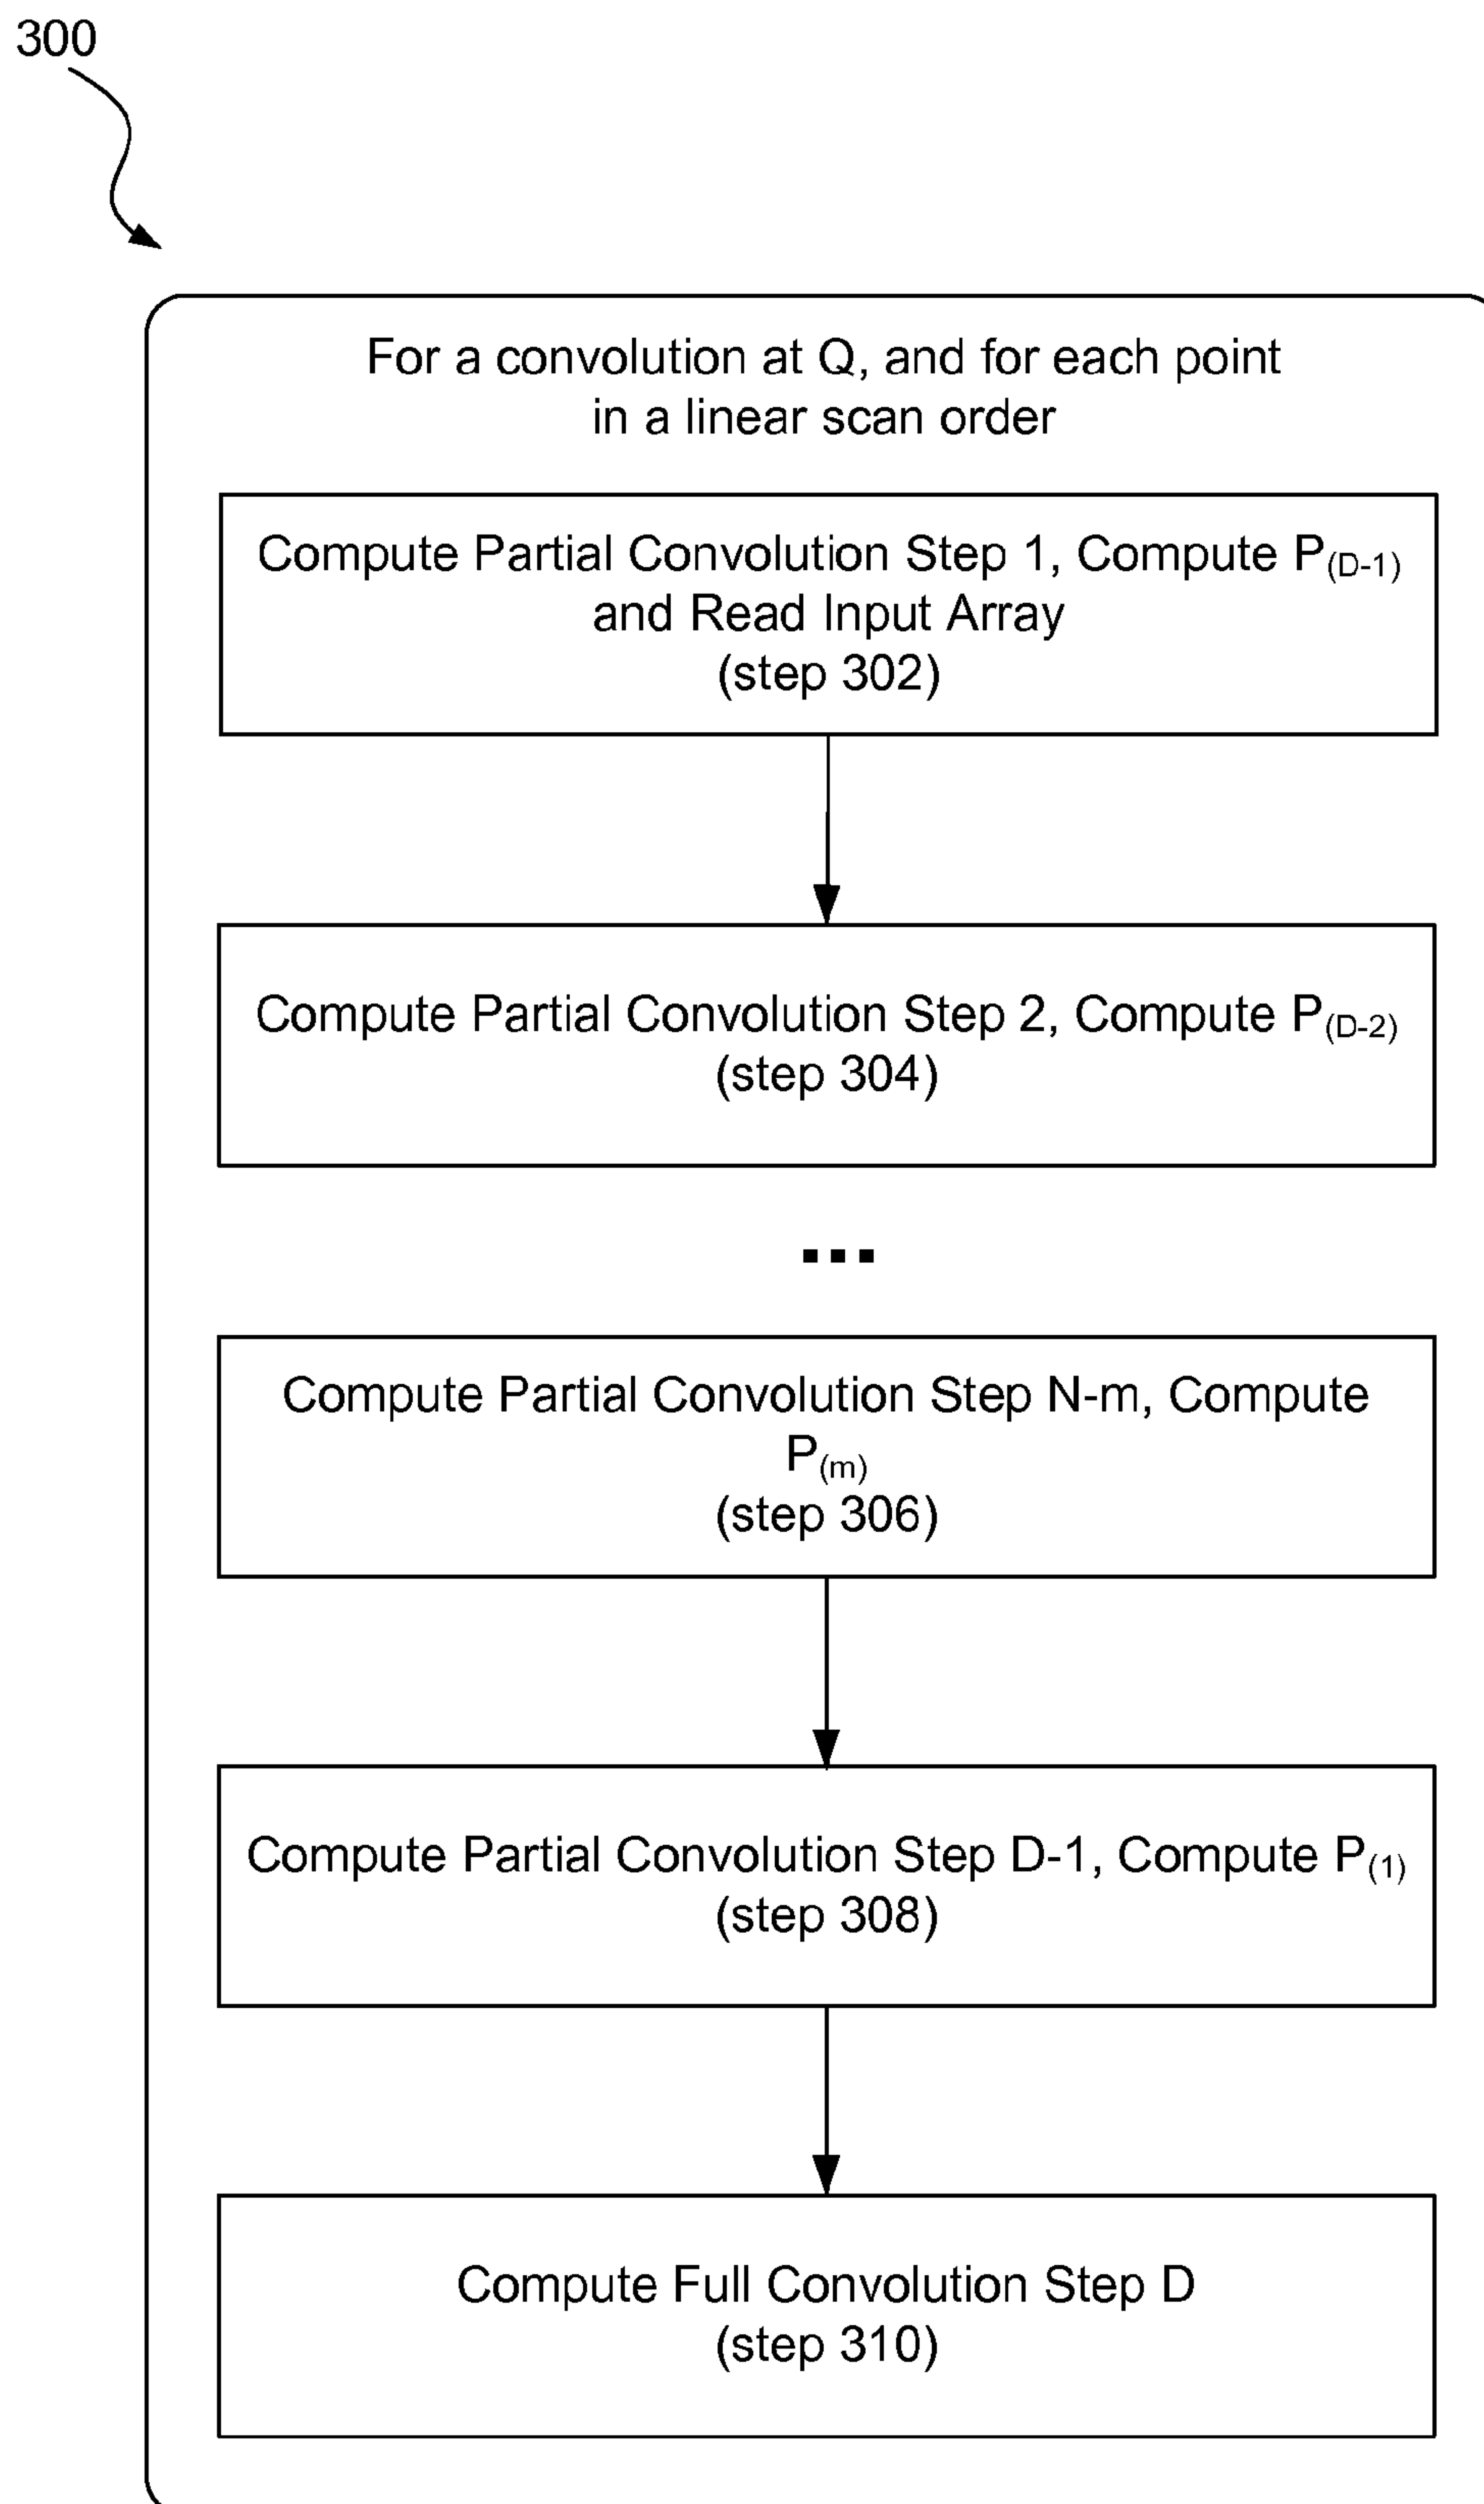 300
For a convolution at Q, and for each point
in a linear scan order
Compute Partial Convolution Step 1, Compute P(D-1)
and Read Input Array
(step 302)
Compute Partial Convolution Step 2, Compute P(D-2)
(step 304)
...
Compute Partial Convolution Step N-m, Compute
P(m)
(step 306)
Compute Partial Convolution Step D-1, Compute P(1)
(step 308)
Compute Full Convolution Step D
(step 310)